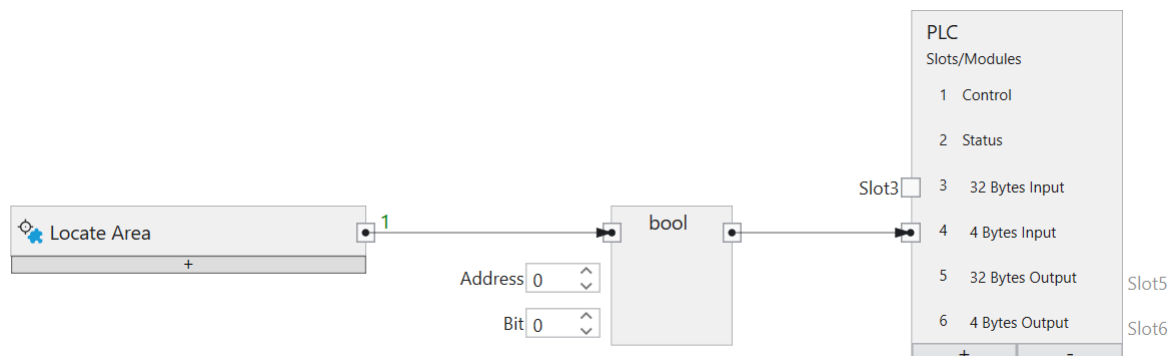 PLC
Slots/Modules
1 Control
2 Status
Slot3 3 32 Bytes Input
Locate Area 1 bool 4 4 Bytes Input
+
Address 0 5 32 Bytes Output Slot5
Bit 0 6 4 Bytes Output Slot6
+ -